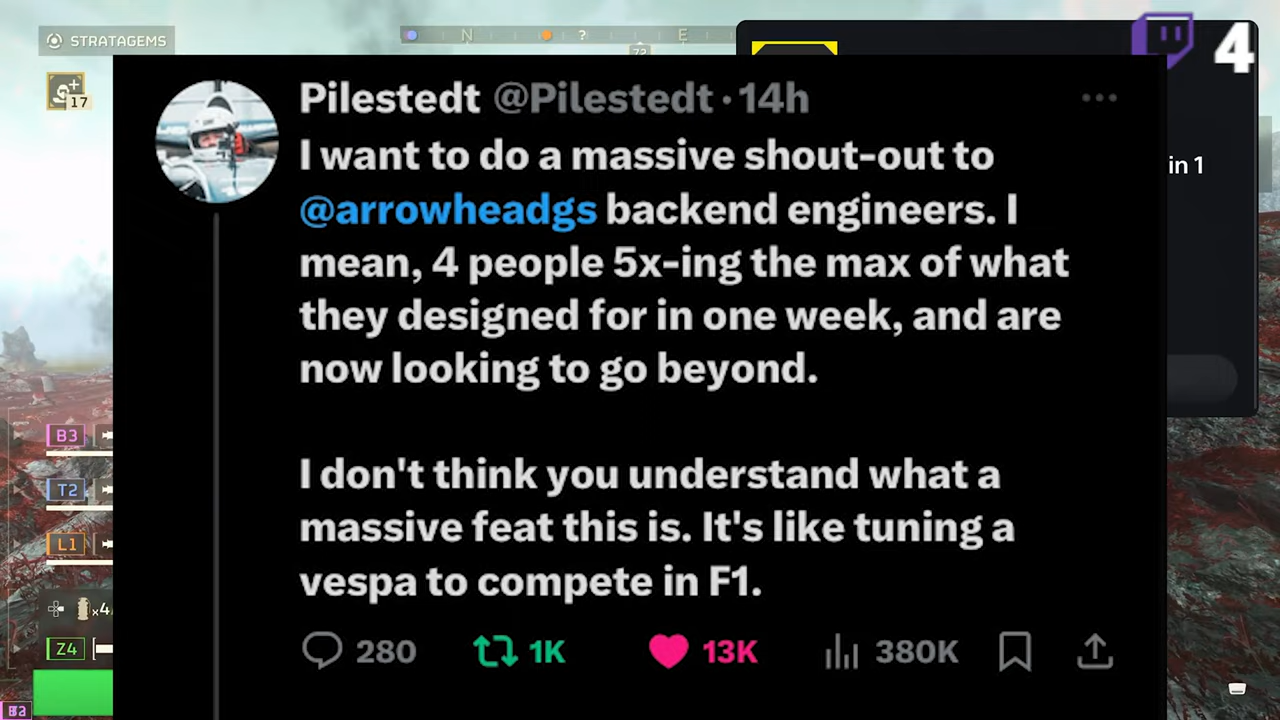 STRATAGEMS
N
?
E
72
4
17
in 1
Pilestedt @Pilestedt · 14h
I want to do a massive shout-out to
@arrowheadgs backend engineers. I
mean, 4 people 5x-ing the max of what
they designed for in one week, and are
now looking to go beyond.
I don't think you understand what a
massive feat this is. It's like tuning a
vespa to compete in F1.
280
1K
13K
380K
B3
T2
L1
x4
Z4